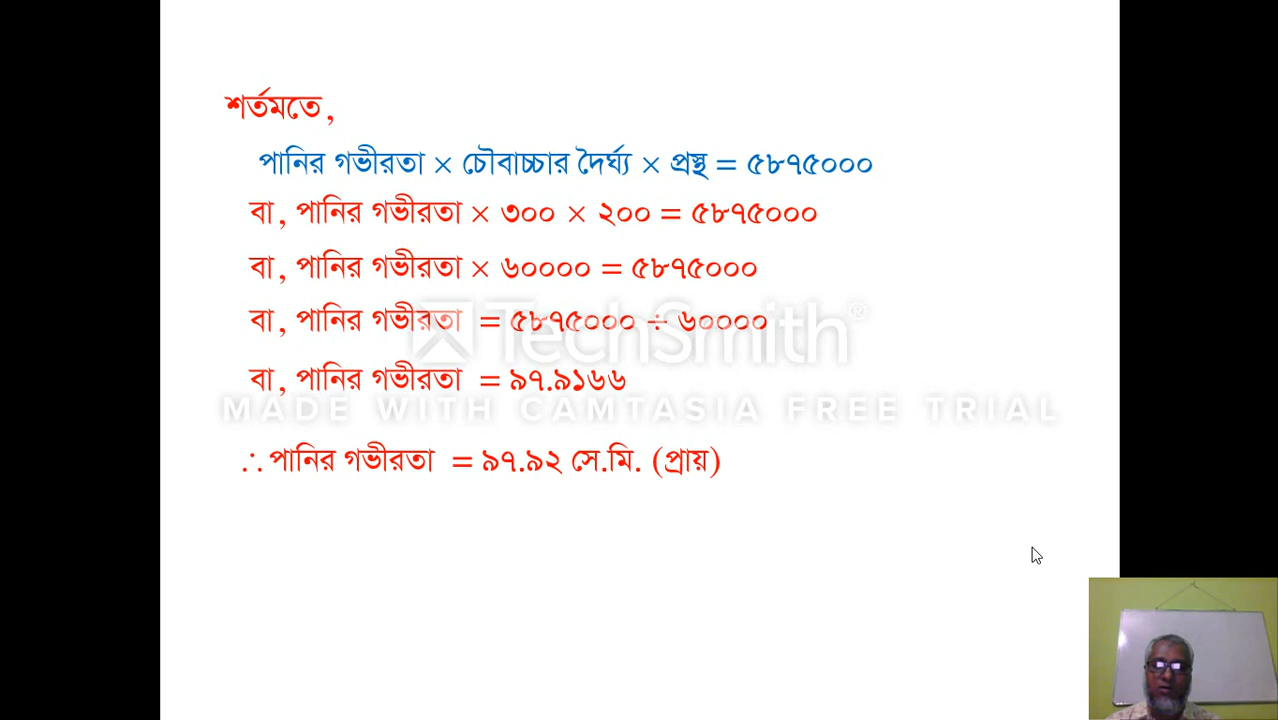 শর্তমতে,
পানির গভীরতা × চৌবাচ্চার দৈর্ঘ্য × প্রস্থ = ৫৮৭৫০০০
বা, পানির গভীরতা × ৩০০ × ২০০ = ৫৮৭৫০০০
বা, পানির গভীরতা × ৬০০০০ = ৫৮৭৫০০০
বা, পানির গভীরতা = ৫৮৭৫০০০ ÷ ৬০০০০
TechSmith®
বা, পানির গভীরতা = ৯৭.৯১৬৬
MADE WITH CAMTASIA FREE TRIAL
∴ পানির গভীরতা = ৯৭.৯২ সে.মি. (প্রায়)